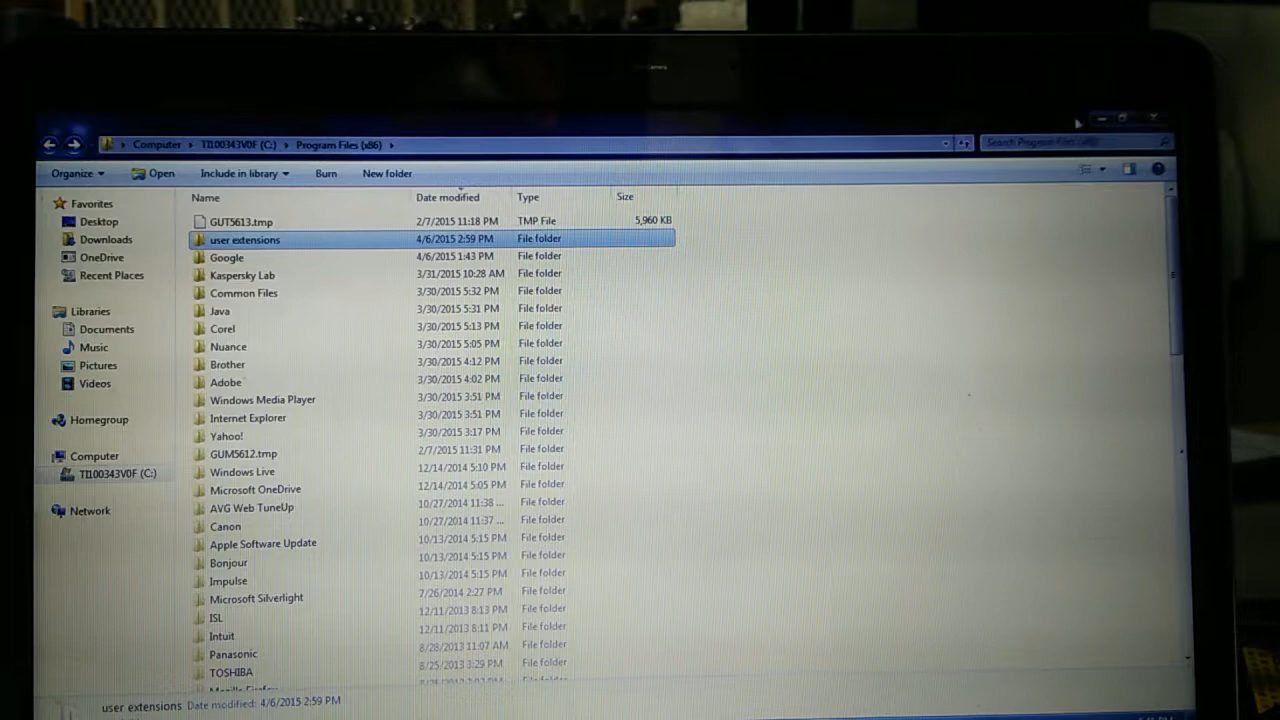 Computer ▸ TI100343V0F (C:) ▸ Program Files (x86) ▸
Search Program Files (x86)
Organize Open Include in library Burn New folder
Name Date modified Type Size
Favorites
Desktop
Downloads
OneDrive
Recent Places
Libraries
Documents
Music
Pictures
Videos
Homegroup
Computer
TI100343V0F (C:)
Network
GUT5613.tmp 2/7/2015 11:18 PM TMP File 5,960 KB
user extensions 4/6/2015 2:59 PM File folder
Google 4/6/2015 1:43 PM File folder
Kaspersky Lab 3/31/2015 10:28 AM File folder
Common Files 3/30/2015 5:32 PM File folder
Java 3/30/2015 5:31 PM File folder
Corel 3/30/2015 5:13 PM File folder
Nuance 3/30/2015 5:05 PM File folder
Brother 3/30/2015 4:12 PM File folder
Adobe 3/30/2015 4:02 PM File folder
Windows Media Player 3/30/2015 3:51 PM File folder
Internet Explorer 3/30/2015 3:51 PM File folder
Yahoo! 3/30/2015 3:17 PM File folder
GUM5612.tmp 2/7/2015 11:31 PM File folder
Windows Live 12/14/2014 5:10 PM File folder
Microsoft OneDrive 12/14/2014 5:05 PM File folder
AVG Web TuneUp 10/27/2014 11:38 ... File folder
Canon 10/27/2014 11:37 ... File folder
Apple Software Update 10/13/2014 5:15 PM File folder
Bonjour 10/13/2014 5:15 PM File folder
Impulse 10/13/2014 5:15 PM File folder
Microsoft Silverlight 7/26/2014 2:27 PM File folder
ISL 12/11/2013 8:13 PM File folder
Intuit 12/11/2013 8:11 PM File folder
Panasonic 8/28/2013 11:07 AM File folder
TOSHIBA 8/25/2013 3:29 PM File folder
user extensions Date modified: 4/6/2015 2:59 PM